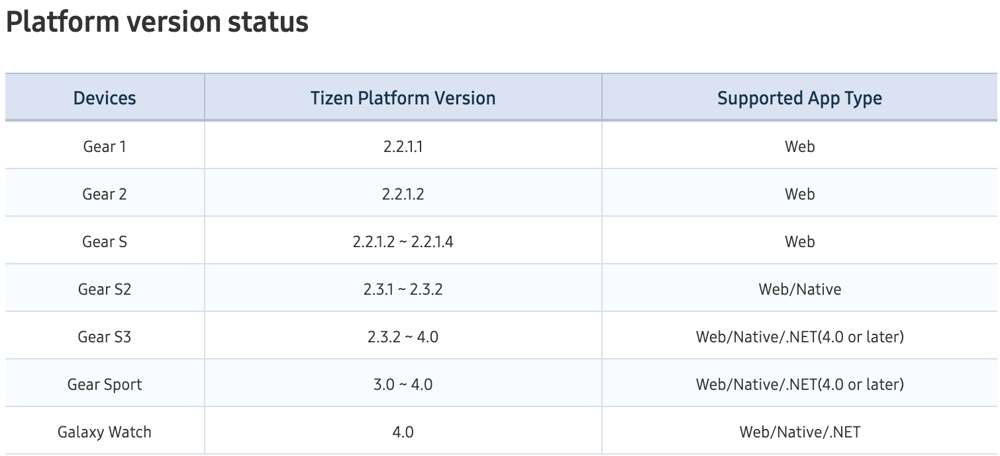 Platform version status
Devices Tizen Platform Version Supported App Type
Gear 1 2.2.1.1 Web
Gear 2 2.2.1.2 Web
Gear S 2.2.1.2 ~ 2.2.1.4 Web
Gear S2 2.3.1 ~ 2.3.2 Web/Native
Gear S3 2.3.2 ~ 4.0 Web/Native/.NET(4.0 or later)
Gear Sport 3.0 ~ 4.0 Web/Native/.NET(4.0 or later)
Galaxy Watch 4.0 Web/Native/.NET